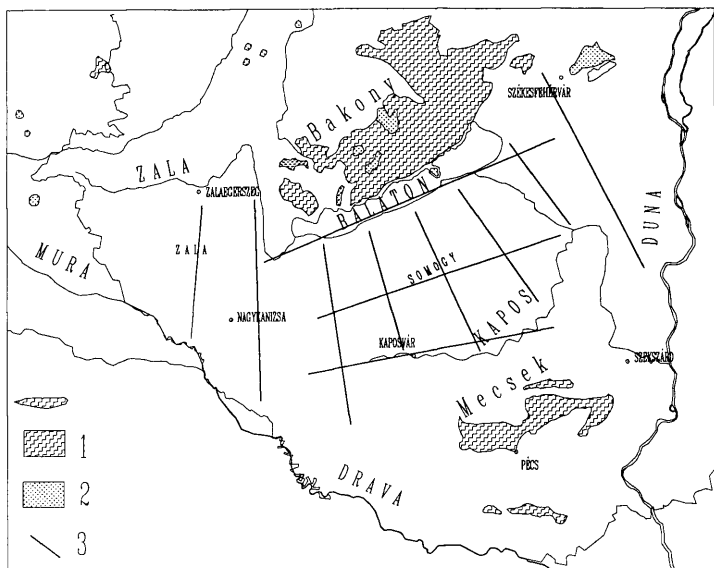 SZÉKESFEHÉRVÁR
Bakony
ZALA
ZALAEGERSZEG
BALATON
DUNA
ZALA
MURA
SOMOGY
NAGYKANIZSA
KAPOS
KAPOSVÁR
SZEKSZÁRD
Mecsek
1
PÉCS
2
DRAVA
3